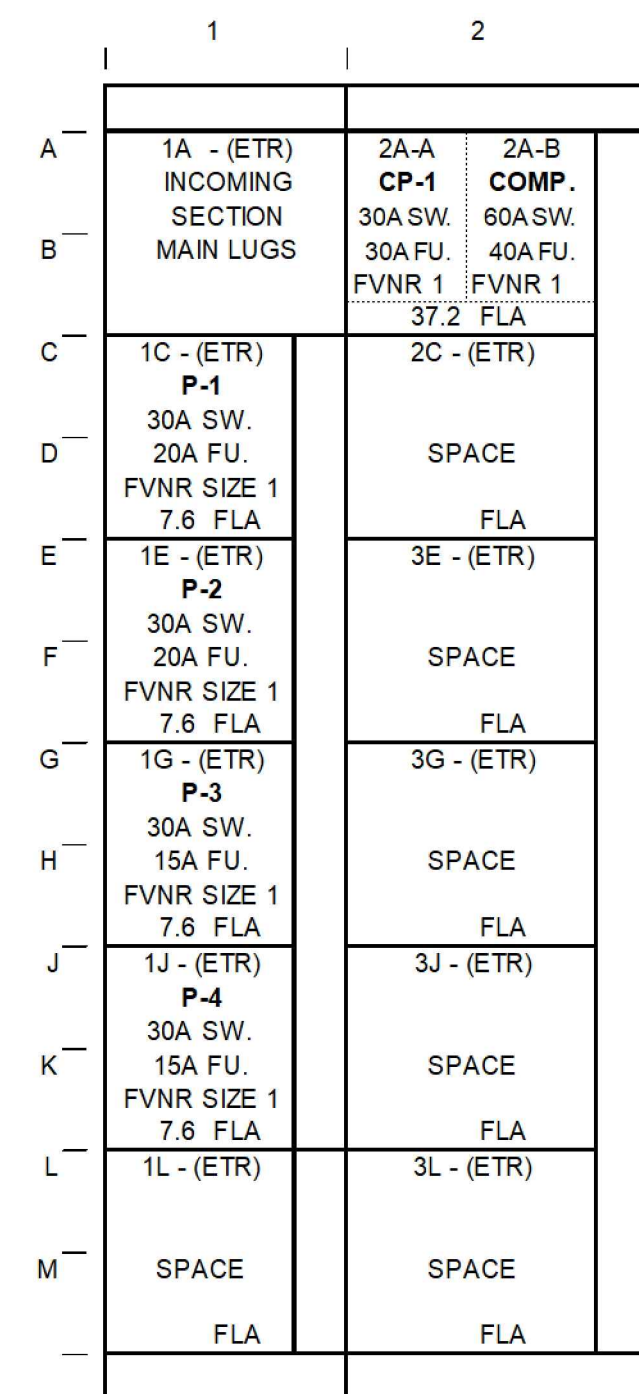 1 2
A
1A - (ETR)
INCOMING
SECTION
MAIN LUGS
B
2A-A
CP-1
30A SW.
30A FU.
FVNR 1
2A-B
COMP.
60A SW.
40A FU.
FVNR 1
37.2 FLA
C
1C - (ETR)
P-1
30A SW.
D
20A FU.
FVNR SIZE 1
7.6 FLA
2C - (ETR)
SPACE
FLA
E
1E - (ETR)
P-2
30A SW.
F
20A FU.
FVNR SIZE 1
7.6 FLA
3E - (ETR)
SPACE
FLA
G
1G - (ETR)
P-3
30A SW.
H
15A FU.
FVNR SIZE 1
7.6 FLA
3G - (ETR)
SPACE
FLA
J
1J - (ETR)
P-4
30A SW.
K
15A FU.
FVNR SIZE 1
7.6 FLA
3J - (ETR)
SPACE
FLA
L
1L - (ETR)
M
SPACE
FLA
3L - (ETR)
SPACE
FLA